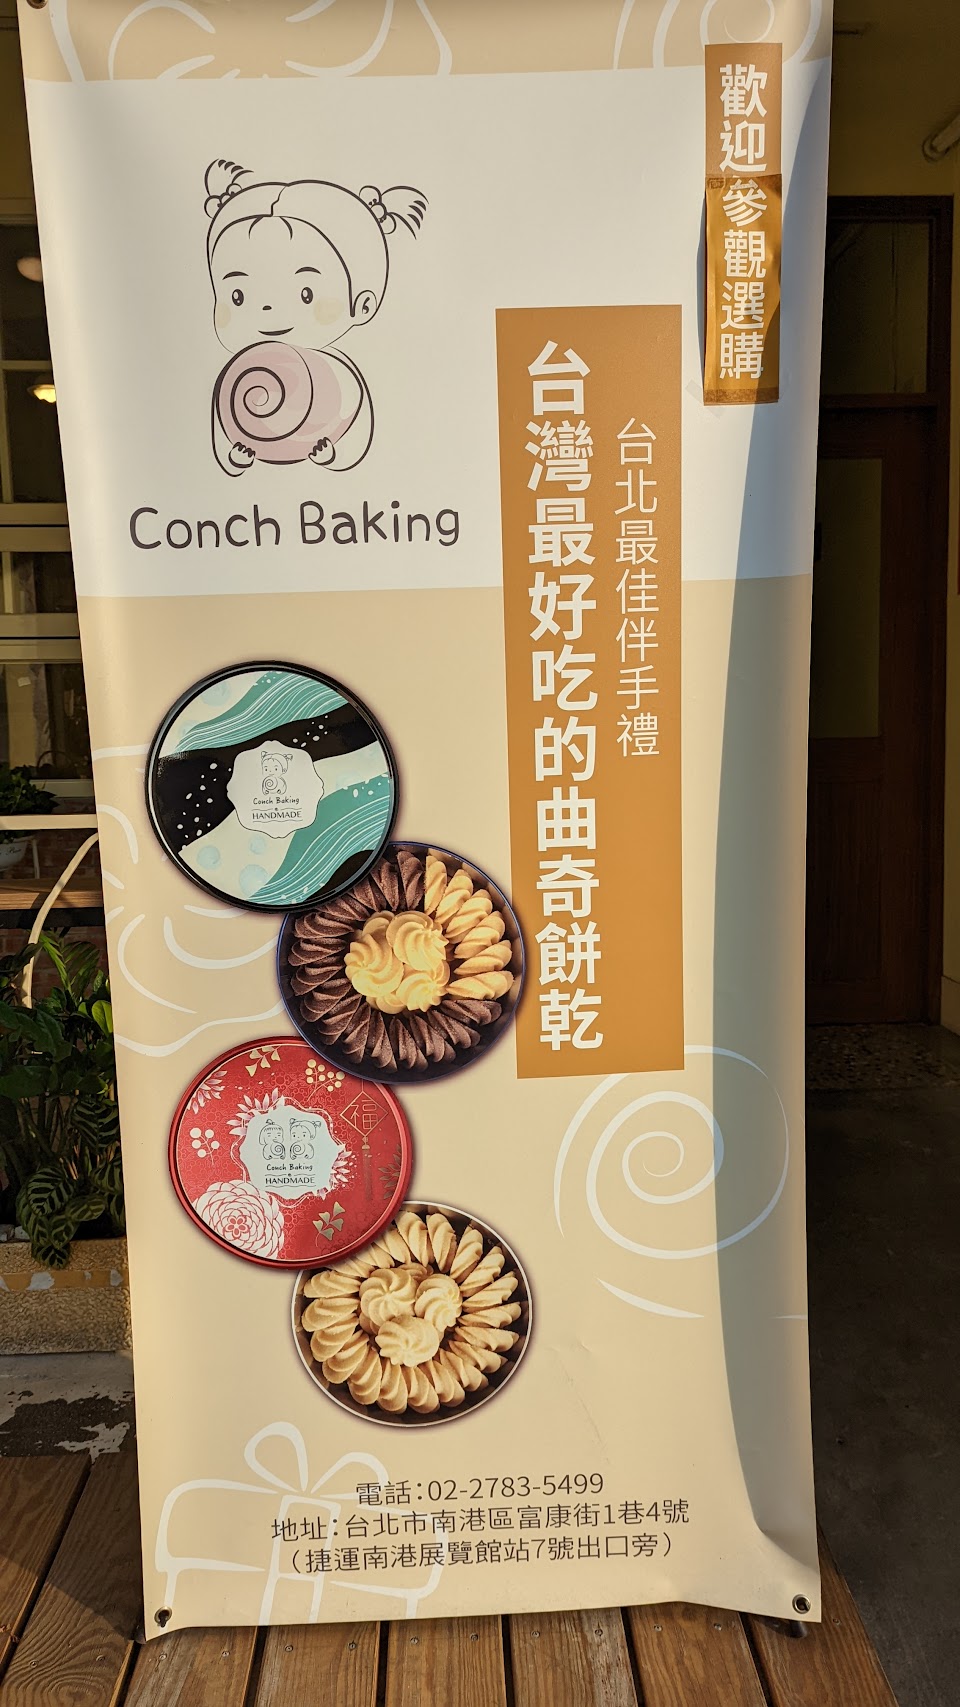 歡迎參觀選購
台北最佳伴手禮
台灣最好吃的曲奇餅乾
Conch Baking
Conch Baking
HANDMADE
福
Conch Baking
HANDMADE
電話:02-2783-5499
地址:台北市南港區富康街1巷4號
(捷運南港展覽館站7號出口旁)